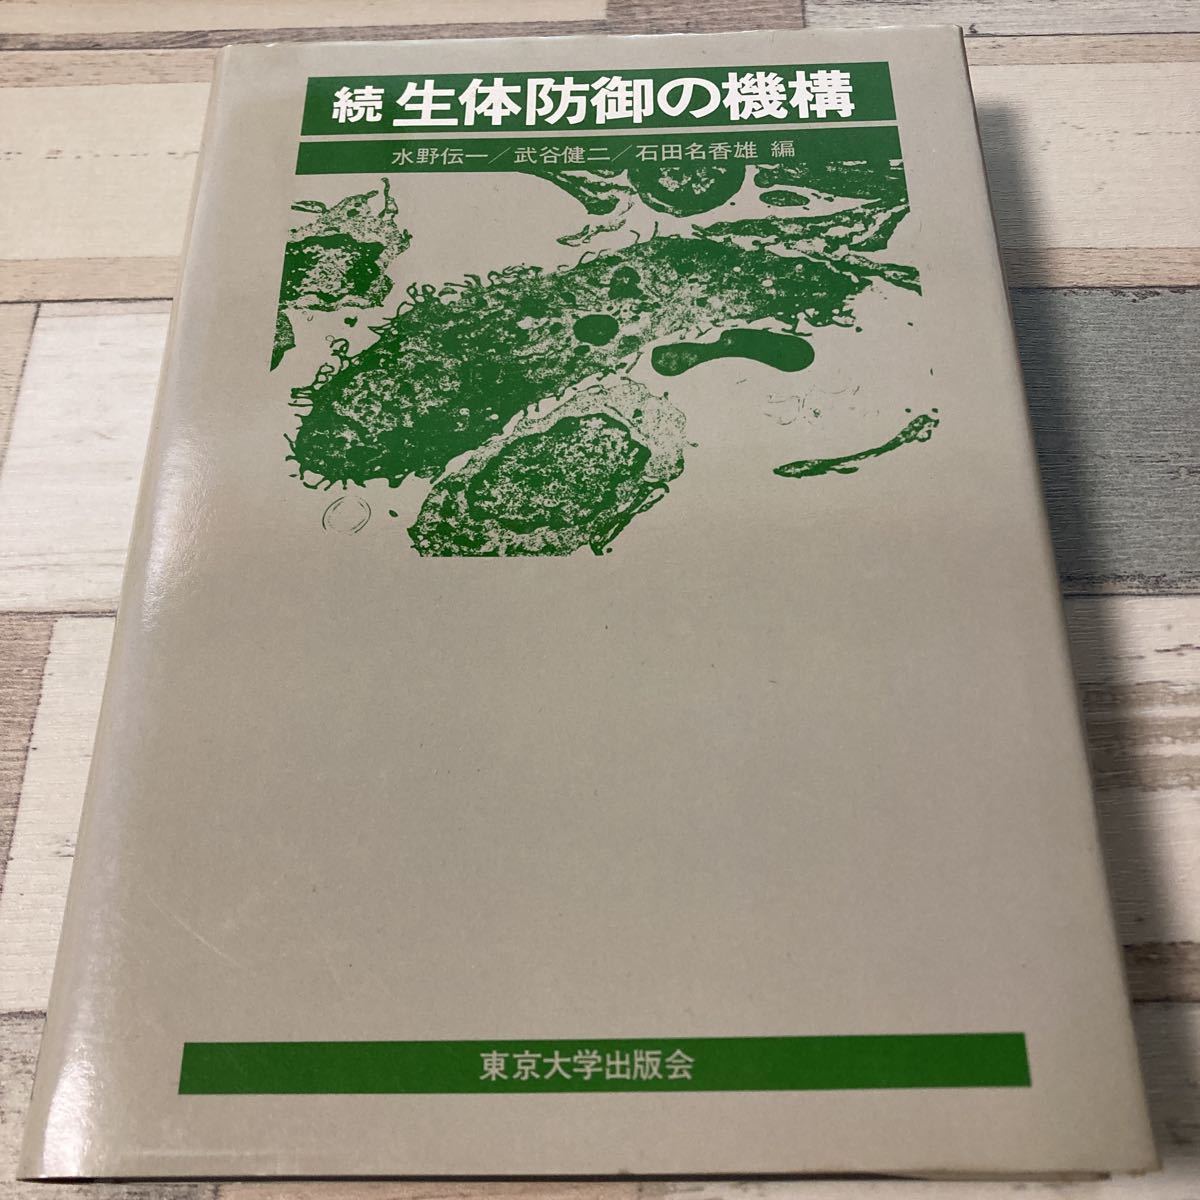 続 生体防御の機構
水野伝一／武谷健二／石田名香雄 編
東京大学出版会